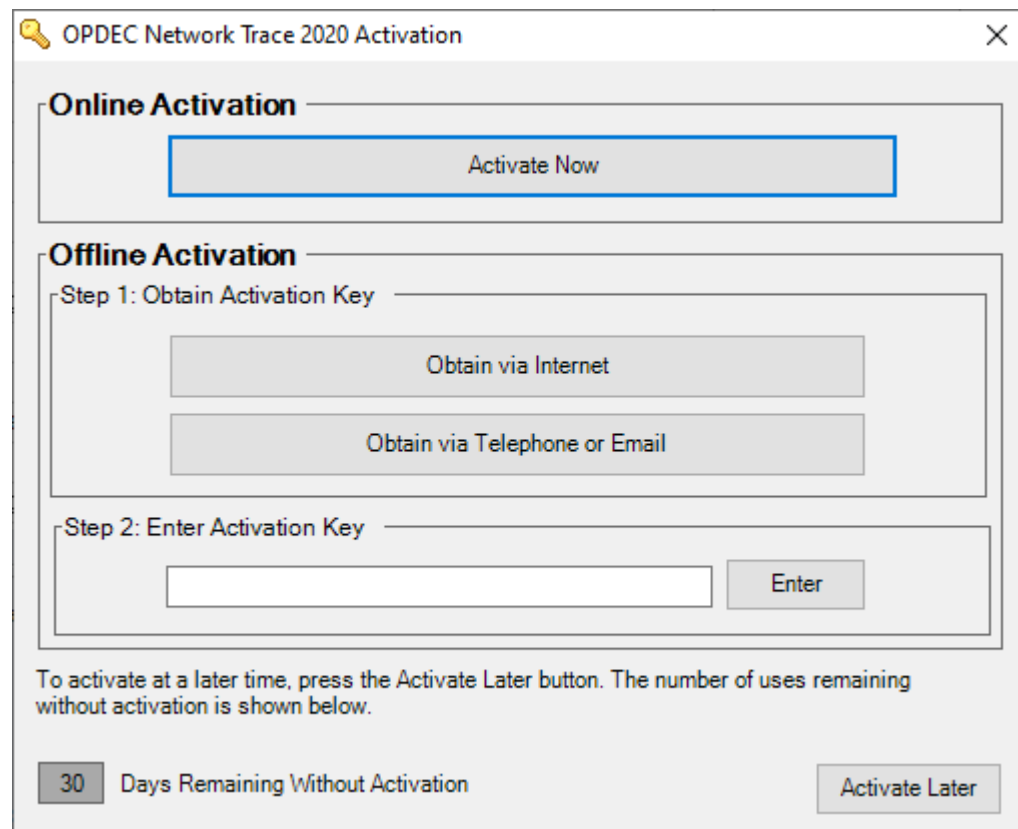 OPDEC Network Trace 2020 Activation
Online Activation
Activate Now
Offline Activation
Step 1: Obtain Activation Key
Obtain via Internet
Obtain via Telephone or Email
Step 2: Enter Activation Key
Enter
To activate at a later time, press the Activate Later button. The number of uses remaining
without activation is shown below.
30 Days Remaining Without Activation
Activate Later